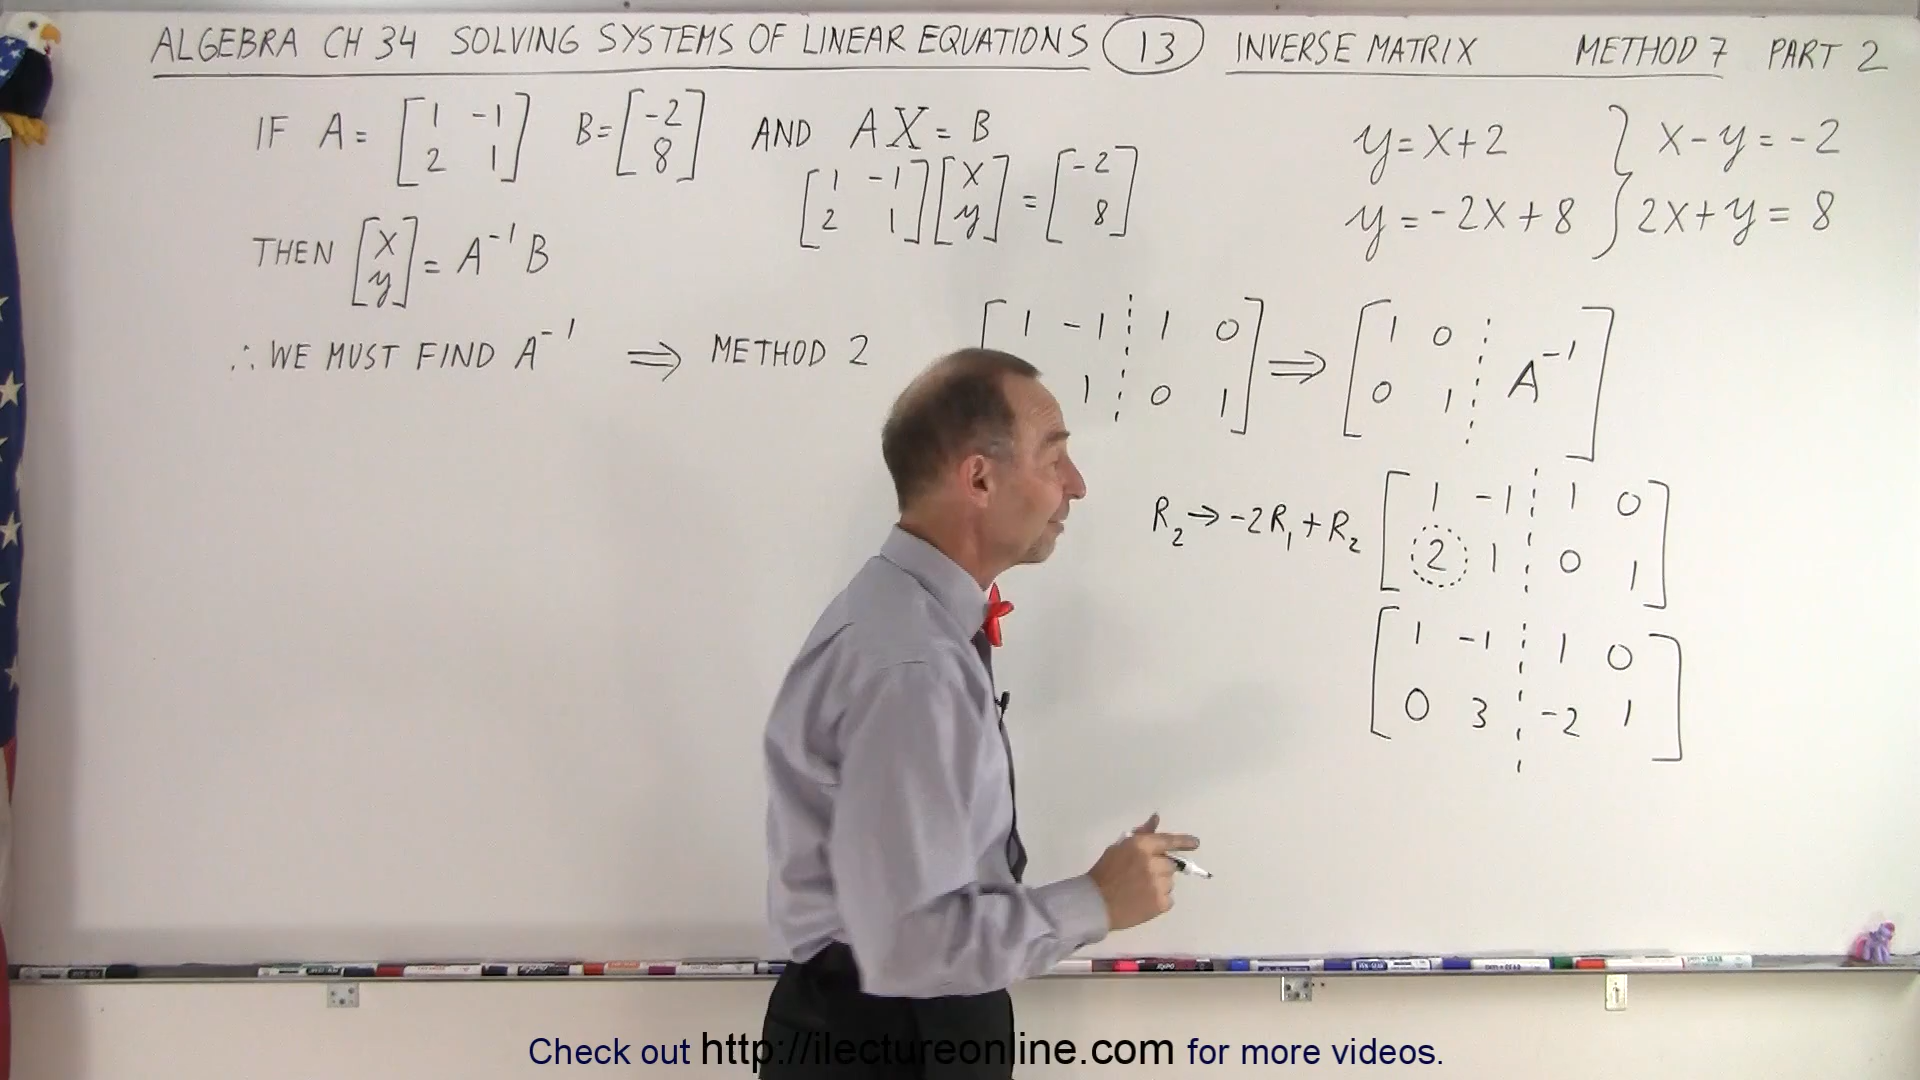 ALGEBRA CH 34 SOLVING SYSTEMS OF LINEAR EQUATIONS 13 INVERSE MATRIX METHOD 7 PART 2
IF A = [ 1 -1 B = [ -2 AND AX = B
2 1 ] 8 ]
[ 1 -1 ] [ x ] = [ -2 ]
[ 2 1 ] [ y ] [ 8 ]
y = x + 2 } x - y = -2
y = -2x + 8 } 2x + y = 8
THEN [ x = A⁻¹ B
y ]
∴ WE MUST FIND A⁻¹ ⇒ METHOD 2
[ 1 -1 ⋮ 1 0 ] ⇒ [ 1 0 ⋮ A⁻¹ ]
1 ⋮ 0 1 ] [ 0 1 ⋮ ]
R₂ → -2R₁ + R₂ [ 1 -1 ⋮ 1 0 ]
[ 2 1 ⋮ 0 1 ]
[ 1 -1 ⋮ 1 0 ]
[ 0 3 ⋮ -2 1 ]
Check out http://ilectureonline.com for more videos.